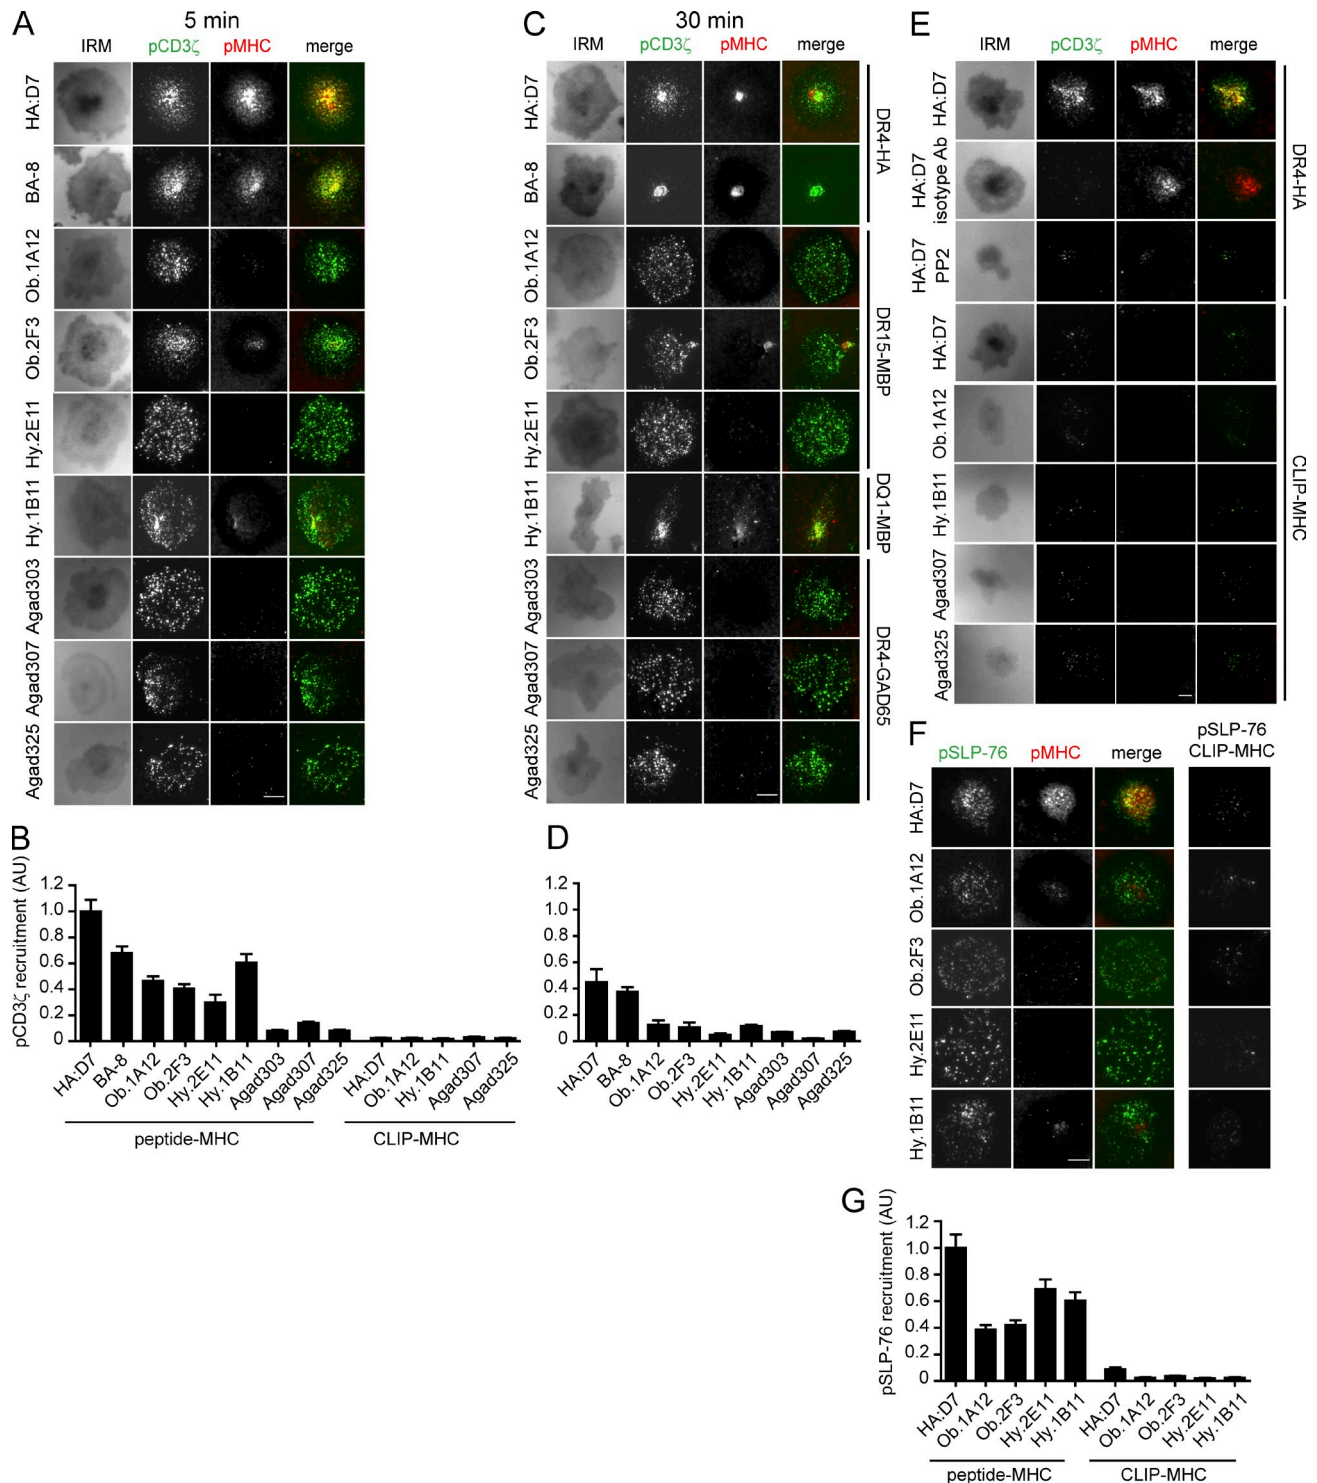 A
5 min
IRM
pCD3ζ
pMHC
merge
HA:D7
BA-8
Ob.1A12
Ob.2F3
Hy.2E11
Hy.1B11
Agad303
Agad307
Agad325
B
pCD3ζ recruitment (AU)
1.2
1.0
0.8
0.6
0.4
0.2
0
HA:D7
BA-8
Ob.1A12
Ob.2F3
Hy.2E11
Hy.1B11
Agad303
Agad307
Agad325
HA:D7
Ob.1A12
Hy.1B11
Agad307
Agad325
peptide-MHC
CLIP-MHC
C
30 min
IRM
pCD3ζ
pMHC
merge
HA:D7
BA-8
Ob.1A12
Ob.2F3
Hy.2E11
Hy.1B11
Agad303
Agad307
Agad325
DR4-HA
DR15-MBP
DQ1-MBP
DR4-GAD65
D
1.2
1.0
0.8
0.6
0.4
0.2
0
HA:D7
BA-8
Ob.1A12
Ob.2F3
Hy.2E11
Hy.1B11
Agad303
Agad307
Agad325
E
IRM
pCD3ζ
pMHC
merge
HA:D7
HA:D7
isotype Ab
HA:D7
PP2
HA:D7
Ob.1A12
Hy.1B11
Agad307
Agad325
DR4-HA
CLIP-MHC
F
pSLP-76
pMHC
merge
pSLP-76
CLIP-MHC
HA:D7
Ob.1A12
Ob.2F3
Hy.2E11
Hy.1B11
G
pSLP-76 recruitment (AU)
1.2
1.0
0.8
0.6
0.4
0.2
0
HA:D7
Ob.1A12
Ob.2F3
Hy.2E11
Hy.1B11
HA:D7
Ob.1A12
Ob.2F3
Hy.2E11
Hy.1B11
peptide-MHC
CLIP-MHC